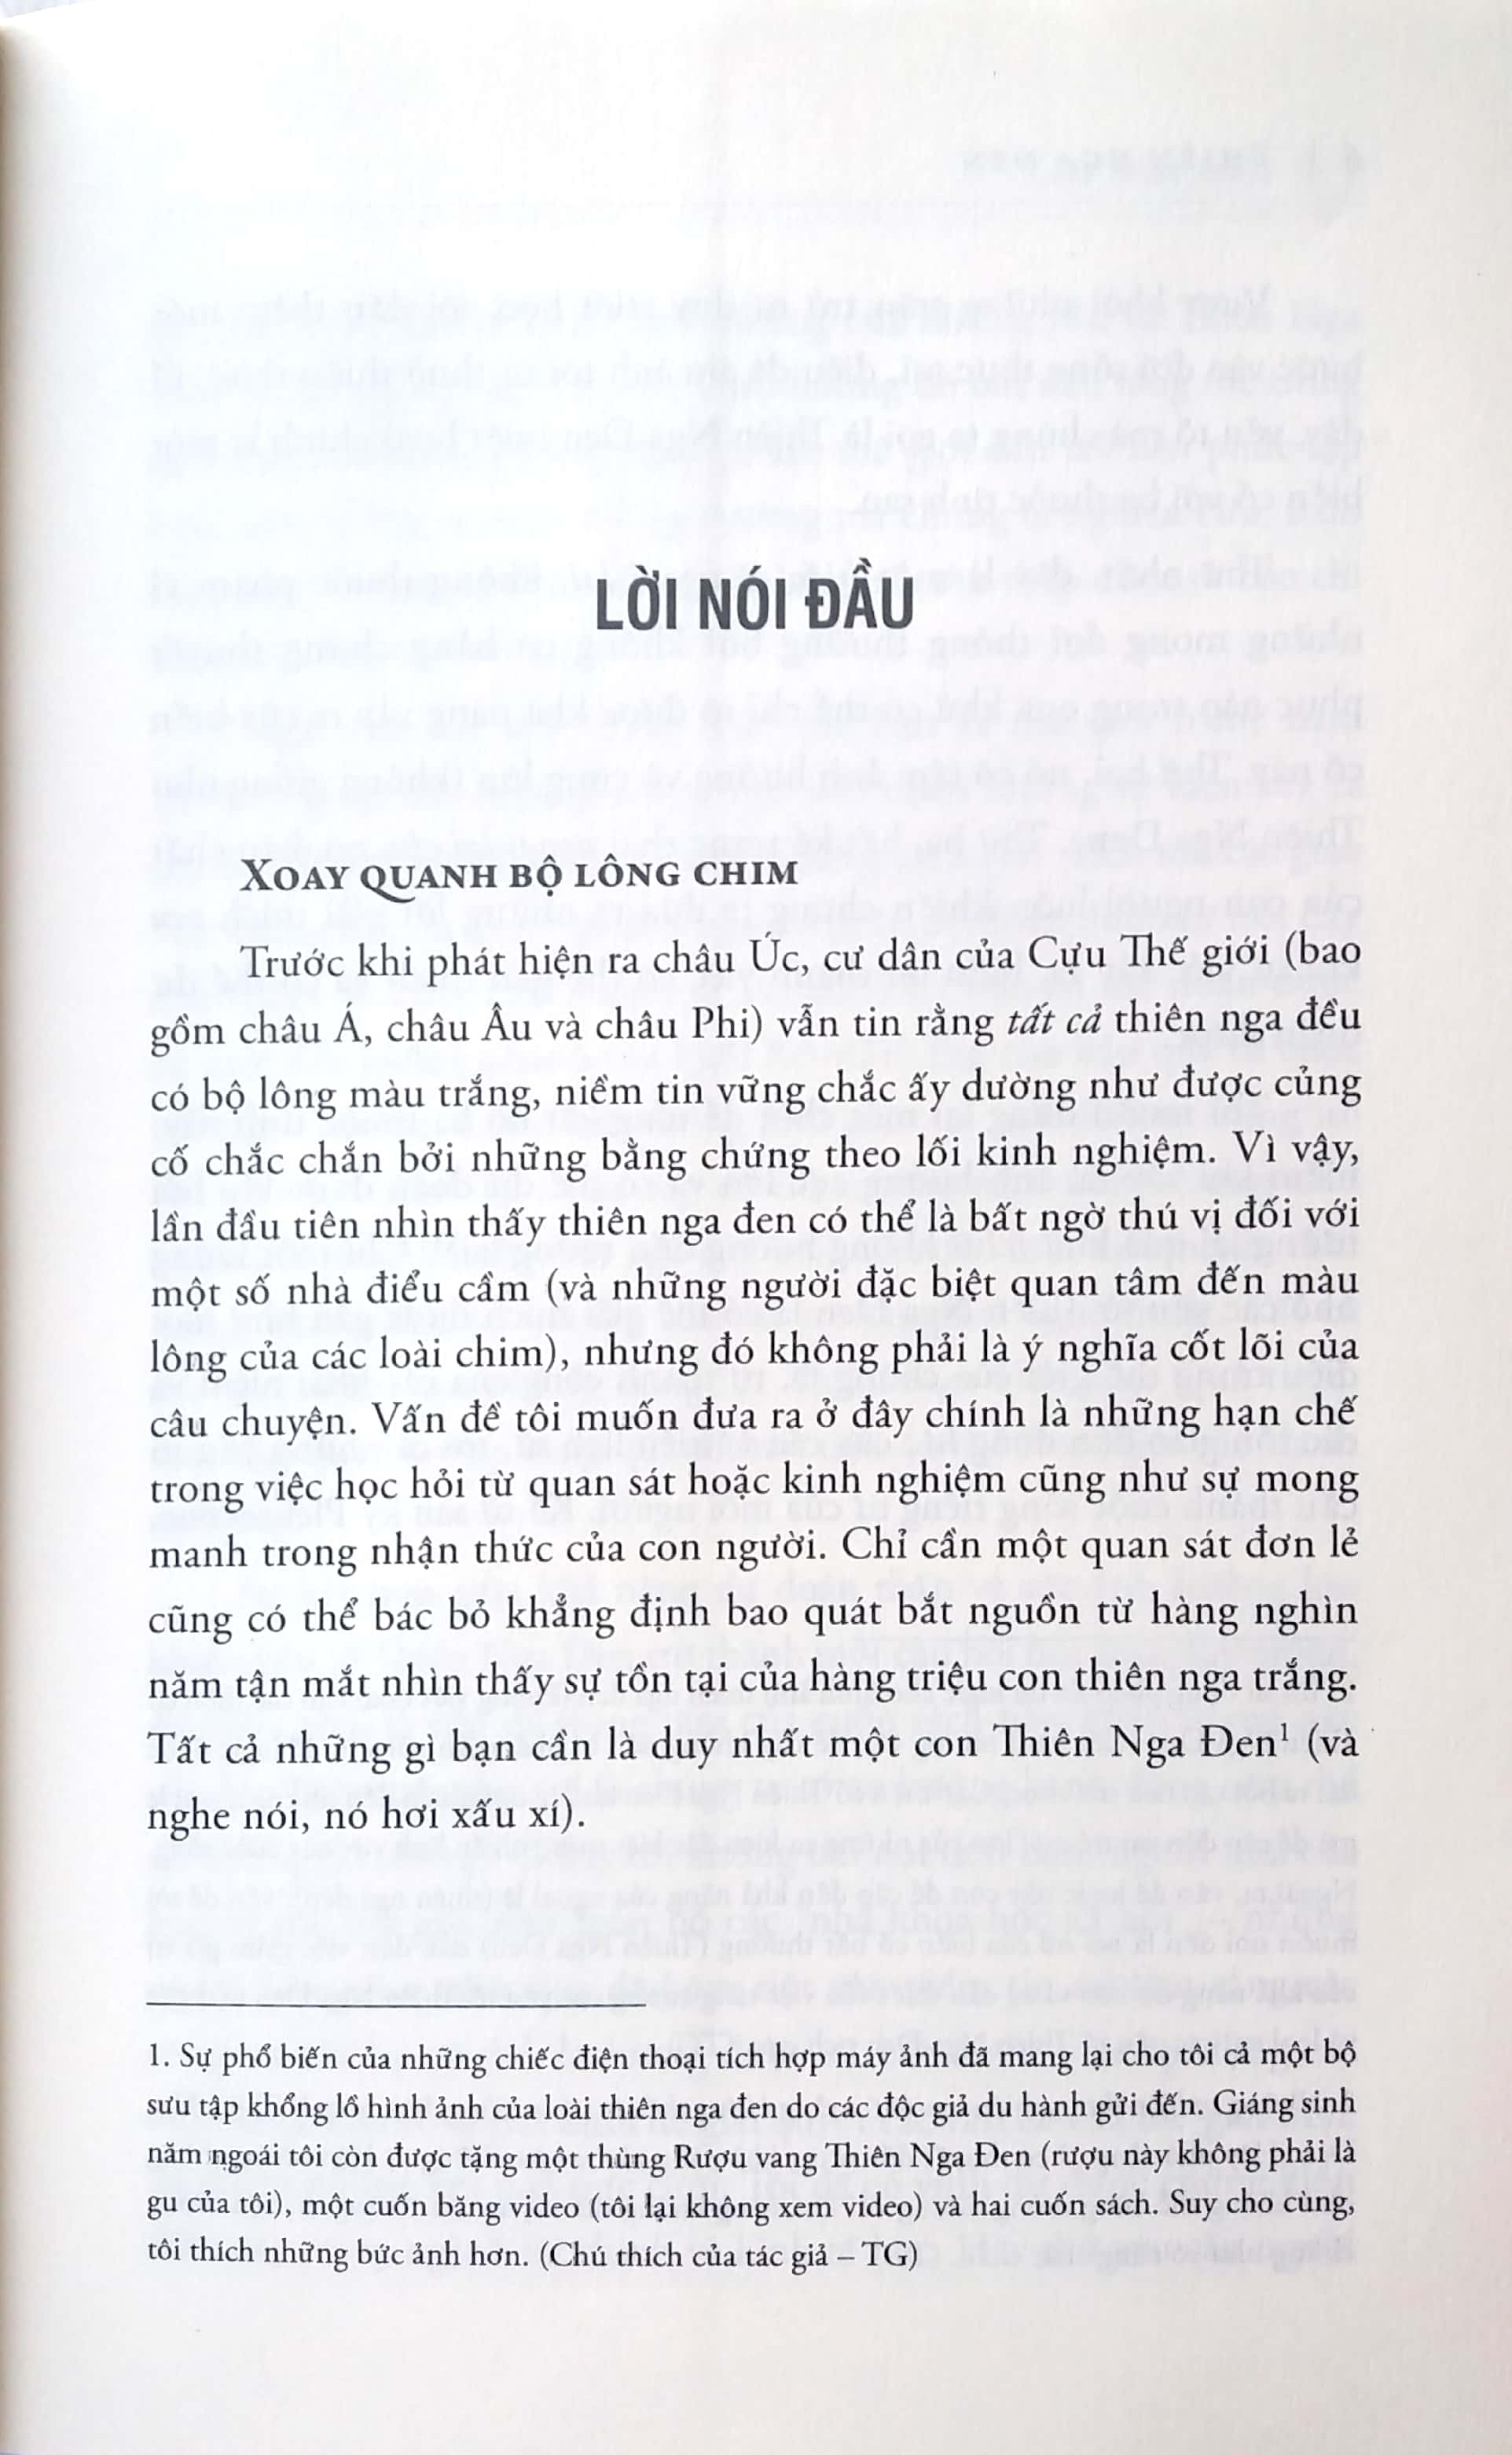 LỜI NÓI ĐẦU
XOAY QUANH BỘ LÔNG CHIM
Trước khi phát hiện ra châu Úc, cư dân của Cựu Thế giới (bao
gồm châu Á, châu Âu và châu Phi) vẫn tin rằng tất cả thiên nga đều
có bộ lông màu trắng, niềm tin vững chắc ấy dường như được củng
cố chắc chắn bởi những bằng chứng theo lối kinh nghiệm. Vì vậy,
lần đầu tiên nhìn thấy thiên nga đen có thể là bất ngờ thú vị đối với
một số nhà điểu cầm (và những người đặc biệt quan tâm đến màu
lông của các loài chim), nhưng đó không phải là ý nghĩa cốt lõi của
câu chuyện. Vấn đề tôi muốn đưa ra ở đây chính là những hạn chế
trong việc học hỏi từ quan sát hoặc kinh nghiệm cũng như sự mong
manh trong nhận thức của con người. Chỉ cần một quan sát đơn lẻ
cũng có thể bác bỏ khẳng định bao quát bắt nguồn từ hàng nghìn
năm tận mắt nhìn thấy sự tồn tại của hàng triệu con thiên nga trắng.
Tất cả những gì bạn cần là duy nhất một con Thiên Nga Đen¹ (và
nghe nói, nó hơi xấu xí).
1. Sự phổ biến của những chiếc điện thoại tích hợp máy ảnh đã mang lại cho tôi cả một bộ
sưu tập khổng lồ hình ảnh của loài thiên nga đen do các độc giả du hành gửi đến. Giáng sinh
năm ngoái tôi còn được tặng một thùng Rượu vang Thiên Nga Đen (rượu này không phải là
gu của tôi), một cuốn băng video (tôi lại không xem video) và hai cuốn sách. Suy cho cùng,
tôi thích những bức ảnh hơn. (Chú thích của tác giả – TG)